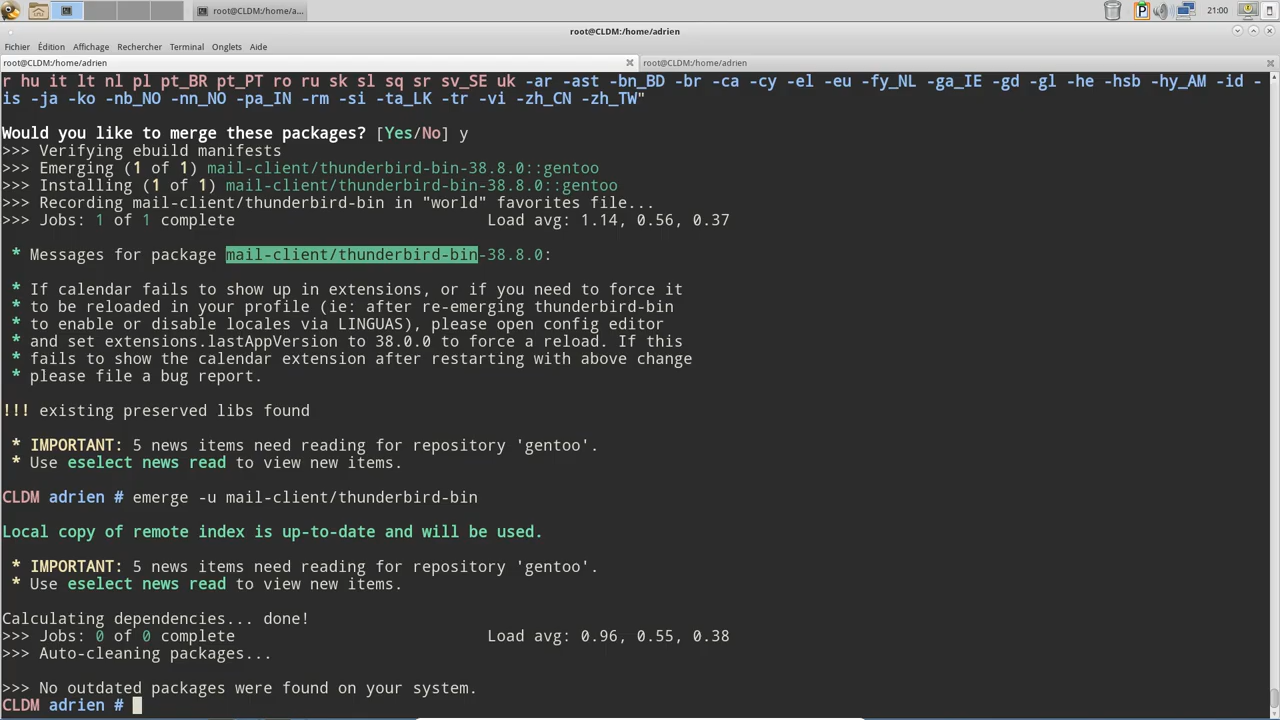 root@CLDM:/home/a...
P
21:00
root@CLDM:/home/adrien
Fichier Édition Affichage Rechercher Terminal Onglets Aide
root@CLDM:/home/adrien
root@CLDM:/home/adrien
r hu it lt nl pl pt_BR pt_PT ro ru sk sl sq sr sv_SE uk -ar -ast -bn_BD -br -ca -cy -el -eu -fy_NL -ga_IE -gd -gl -he -hsb -hy_AM -id -
is -ja -ko -nb_NO -nn_NO -pa_IN -rm -si -ta_LK -tr -vi -zh_CN -zh_TW"
Would you like to merge these packages? [Yes/No] y
>>> Verifying ebuild manifests
>>> Emerging (1 of 1) mail-client/thunderbird-bin-38.8.0::gentoo
>>> Installing (1 of 1) mail-client/thunderbird-bin-38.8.0::gentoo
>>> Recording mail-client/thunderbird-bin in "world" favorites file...
>>> Jobs: 1 of 1 complete Load avg: 1.14, 0.56, 0.37
* Messages for package mail-client/thunderbird-bin-38.8.0:
* If calendar fails to show up in extensions, or if you need to force it
* to be reloaded in your profile (ie: after re-emerging thunderbird-bin
* to enable or disable locales via LINGUAS), please open config editor
* and set extensions.lastAppVersion to 38.0.0 to force a reload. If this
* fails to show the calendar extension after restarting with above change
* please file a bug report.
!!! existing preserved libs found
* IMPORTANT: 5 news items need reading for repository 'gentoo'.
* Use eselect news read to view new items.
CLDM adrien # emerge -u mail-client/thunderbird-bin
Local copy of remote index is up-to-date and will be used.
* IMPORTANT: 5 news items need reading for repository 'gentoo'.
* Use eselect news read to view new items.
Calculating dependencies... done!
>>> Jobs: 0 of 0 complete Load avg: 0.96, 0.55, 0.38
>>> Auto-cleaning packages...
>>> No outdated packages were found on your system.
CLDM adrien #